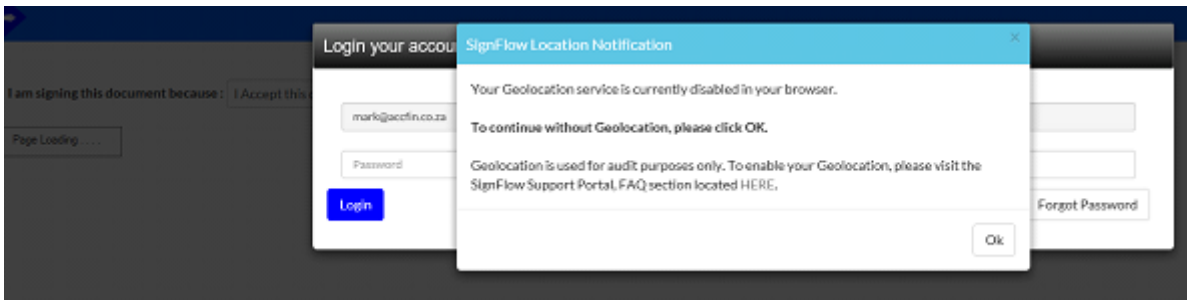 Login your accou
SignFlow Location Notification
×
I am signing this document because :
I Accept this
Your Geolocation service is currently disabled in your browser.
mark@accfin.co.za
To continue without Geolocation, please click OK.
Page Loading . . . .
Password
Geolocation is used for audit purposes only. To enable your Geolocation, please visit the
SignFlow Support Portal, FAQ section located HERE.
Login
Forgot Password
Ok